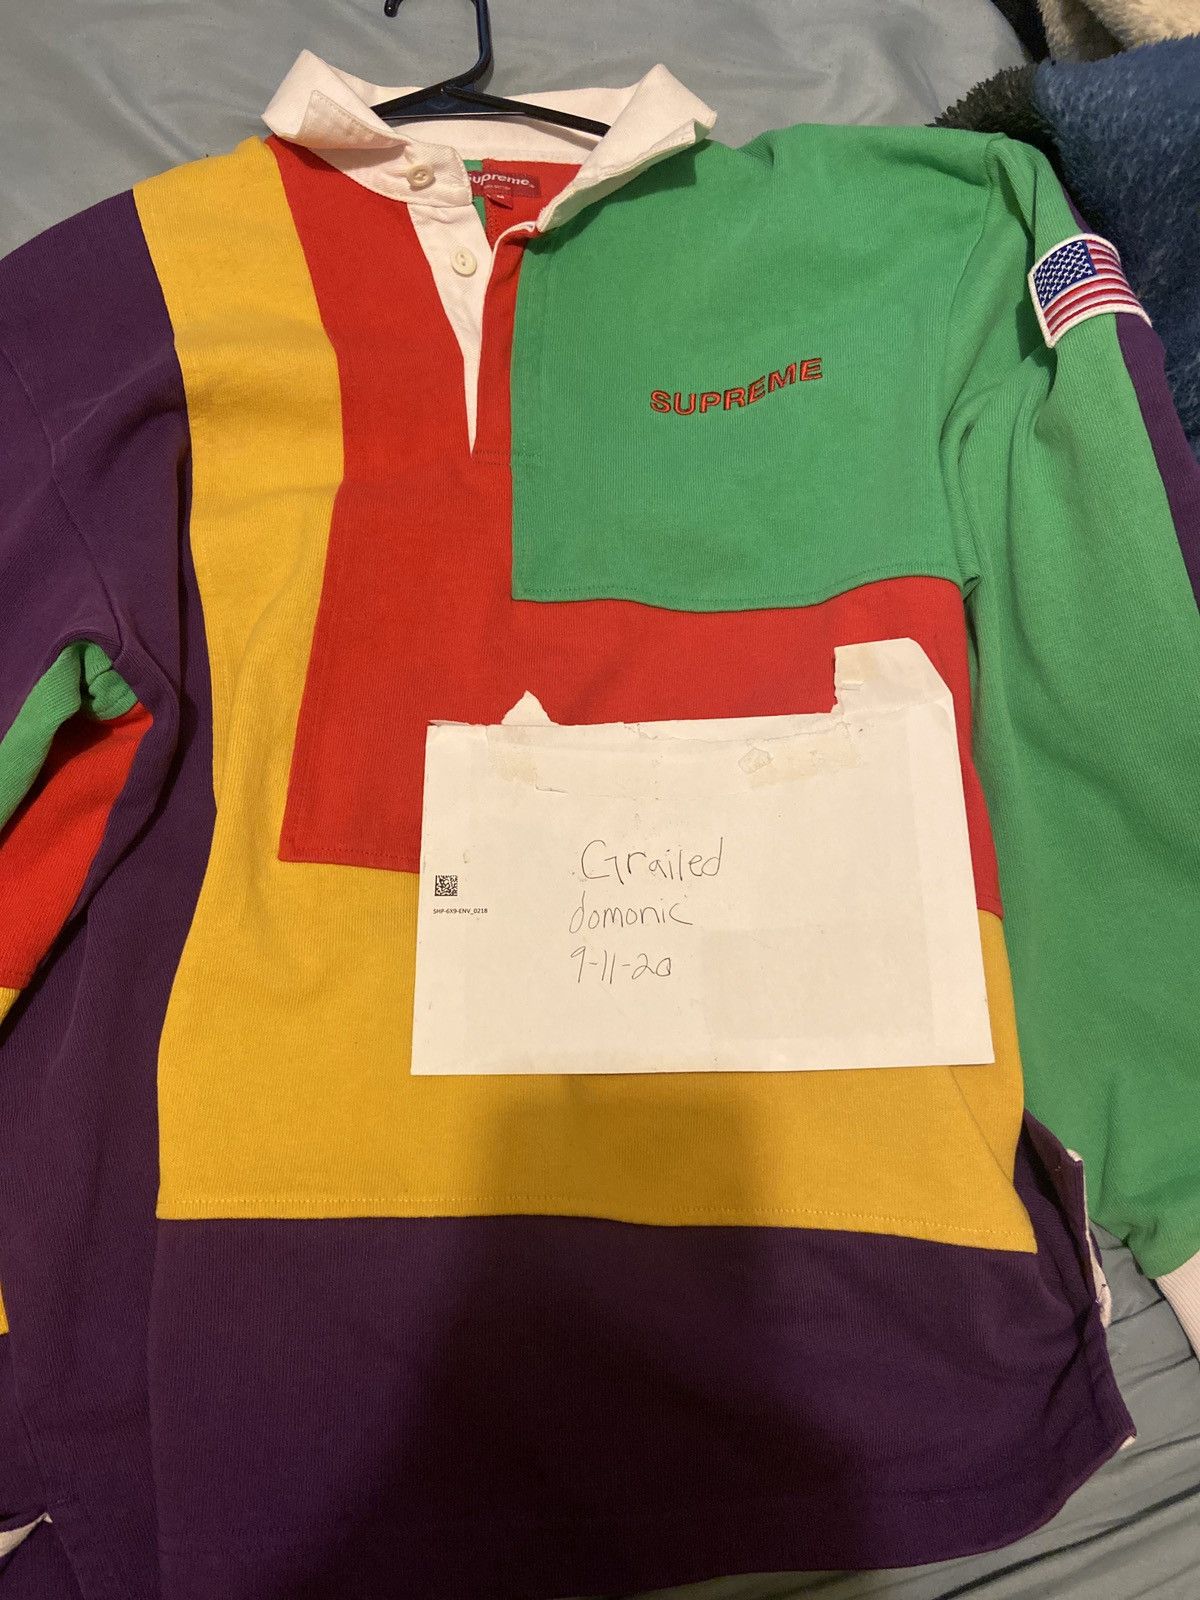 Supreme.
SUPREME
SHP-6X9-ENV_0218
Grailed
domonic
9-11-20